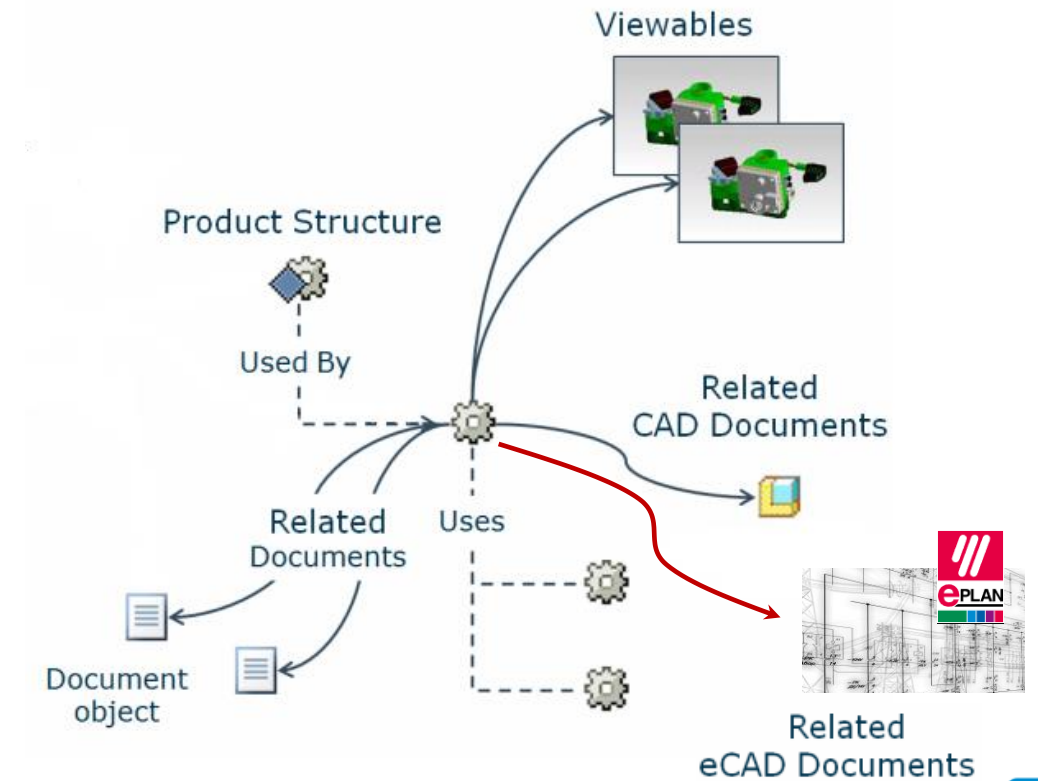 Viewables
Product Structure
Used By
Related
CAD Documents
Related
Documents
Uses
ePLAN
Document
object
Related
eCAD Documents